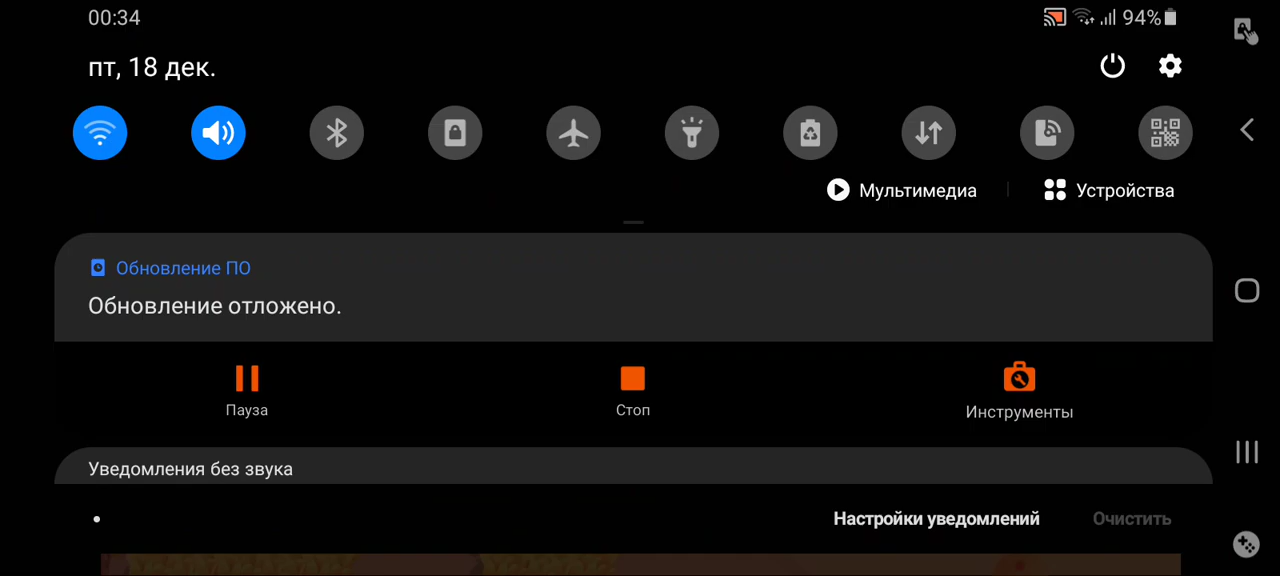 00:34
94%
пт, 18 дек.
Мультимедиа
Устройства
Обновление ПО
Обновление отложено.
Пауза
Стоп
Инструменты
Уведомления без звука
Настройки уведомлений
Очистить